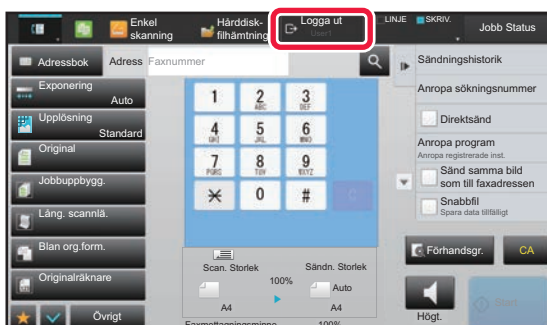 Enkel
skanning
Hårddisk-
filhämtning
Logga ut
User1
LINJE
SKRIV.
Jobb Status
Adressbok
Adress
Faxnummer
Sändningshistorik
Exponering
Auto
Anropa sökningsnummer
Upplösning
Standard
Direktsänd
Original
Anropa program
Anropa registrerade inst.
Jobbuppbygg.
Sänd samma bild
som till faxadressen
Lång. scannlä.
Snabbfil
Spara data tillfälligt
Blan org.form.
Originalräknare
Övrigt
1
2
ABC
3
DEF
4
GHI
5
JKL
6
MNO
7
PQRS
8
TUV
9
WXYZ
0
#
C
Scan. Storlek
100%
Sändn. Storlek
Auto
A4
A4
Faxmottagningsminne
100%
Förhandsgr.
CA
Högt.
Start